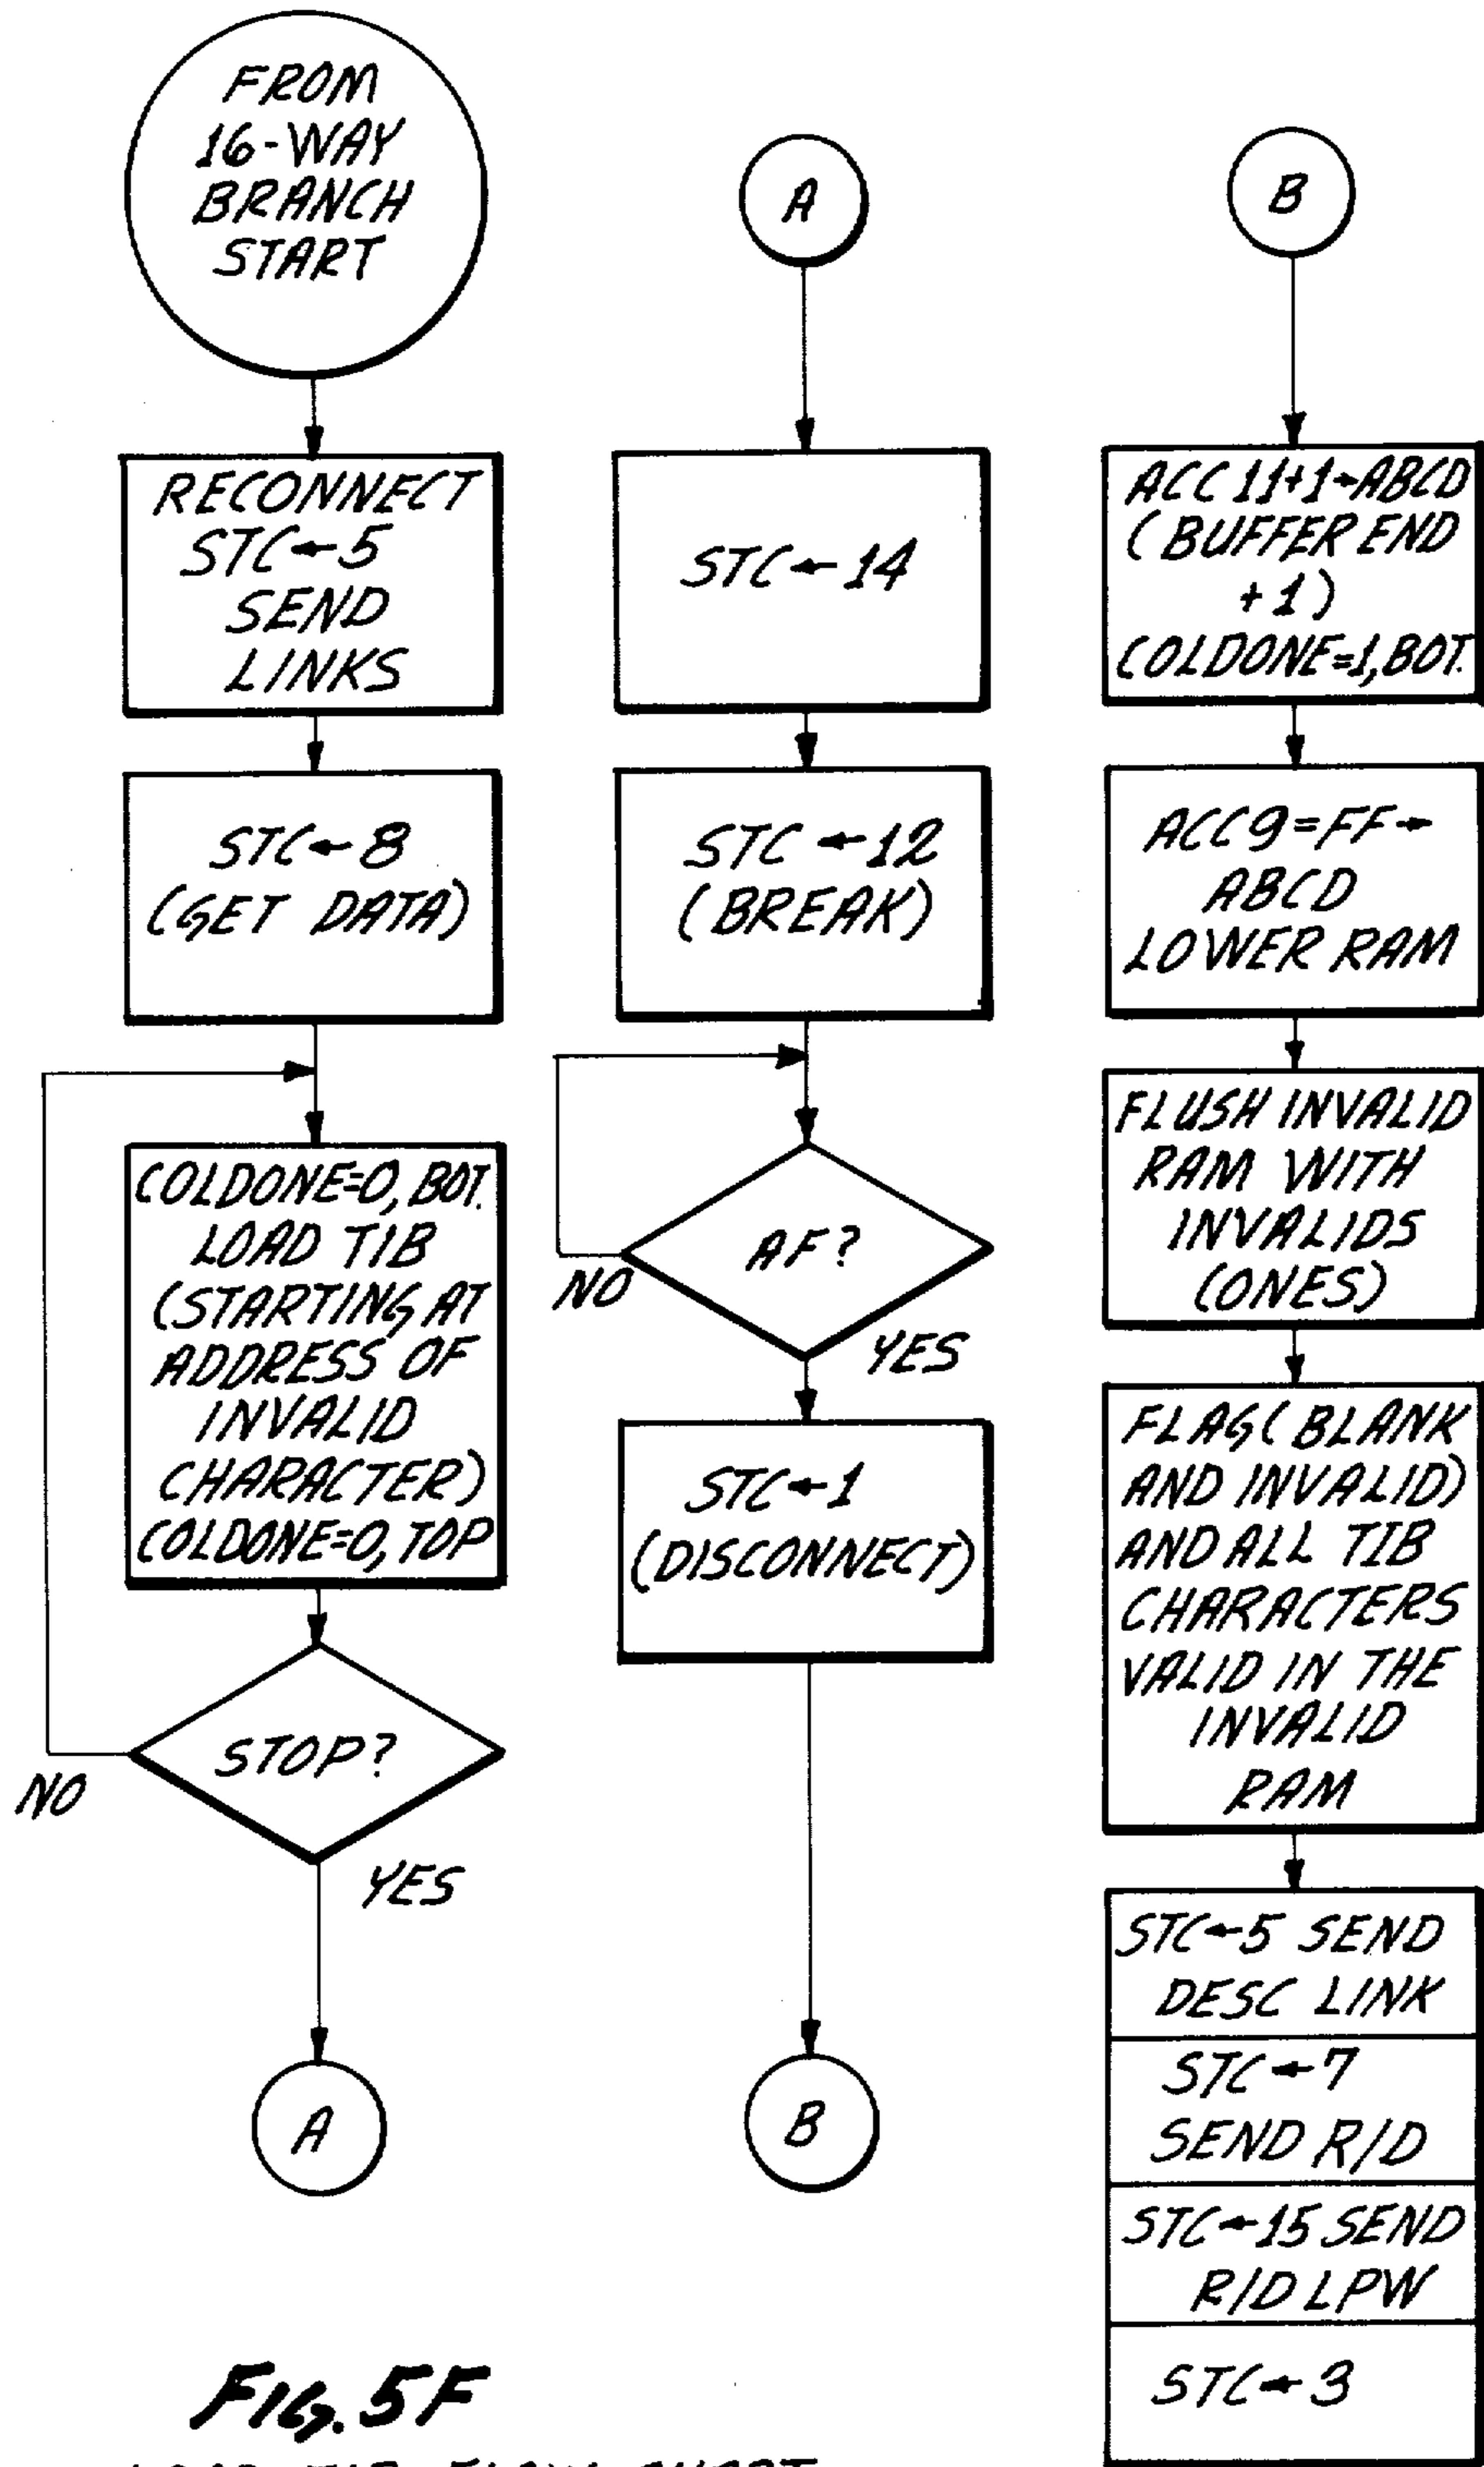 FROM
16-WAY
BRANCH
START
RECONNECT
STC←5
SEND
LINKS
STC←8
(GET DATA)
COLDONE=0, BOT.
LOAD TIB
(STARTING AT
ADDRESS OF
INVALID
CHARACTER)
COLDONE=0, TOP
STOP?
NO
YES
A
A
STC←14
STC←12
(BREAK)
AF?
NO
YES
STC←1
(DISCONNECT)
B
B
ACC 11+1→ABCD
(BUFFER END
+1)
COLDONE=1, BOT.
ACC9=FF→
ABCD
LOWER RAM
FLUSH INVALID
RAM WITH
INVALIDS
(ONES)
FLAG (BLANK
AND INVALID)
AND ALL TIB
CHARACTERS
VALID IN THE
INVALID
RAM
STC←5 SEND
DESC LINK
STC←7
SEND R/D
STC←15 SEND
R/D LPW
STC←3
FIG. 5F
LOAD TIB FLOW CHART